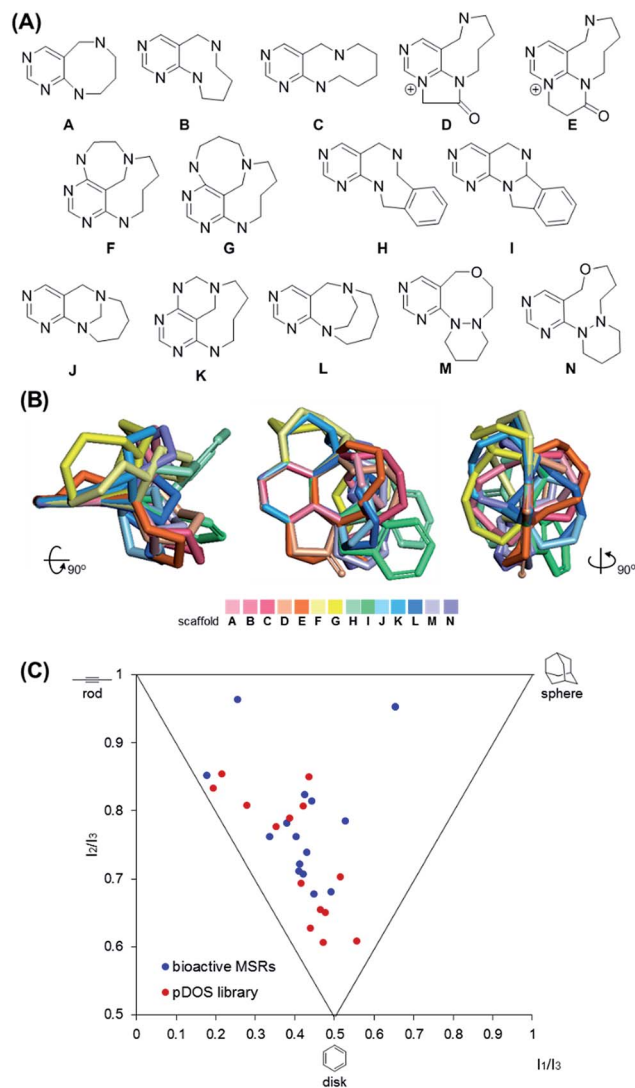 (A)
N N N N N N N N N N N N N N
N N N N N N N N+ N O N+ N O
A B C D E
N N N N N N N N N N N N
N N N N N N N N
F G H I
N N N N N N N N N O N O
N N N N N N N N N N N N
J K L M N
(B)
90° 90°
scaffold A B C D E F G H I J K L M N
(C)
rod
sphere
1
0.9
0.8
I2/I3
0.7
0.6
bioactive MSRs
pDOS library
0.5
0 0.1 0.2 0.3 0.4 0.5 0.6 0.7 0.8 0.9 1
I1/I3
disk